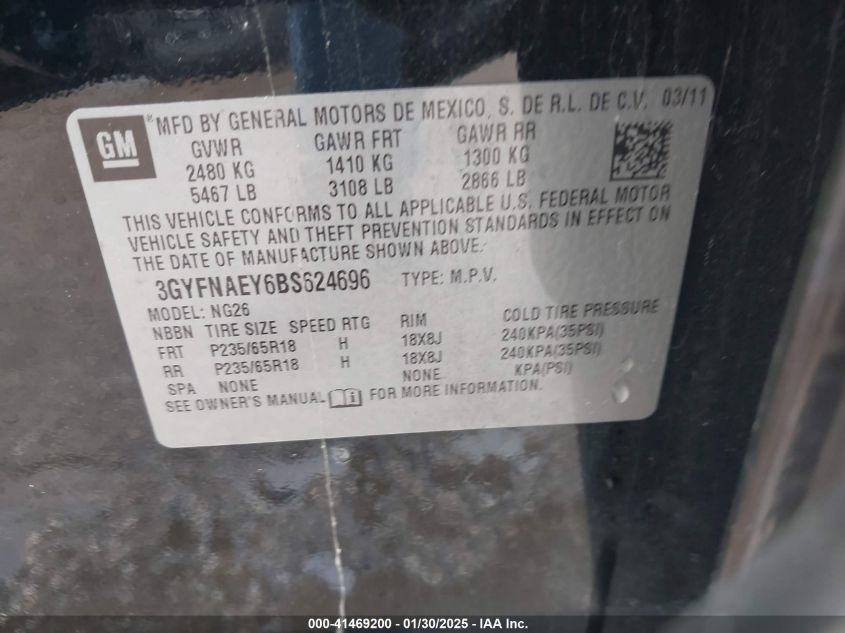 GM
*MFD BY GENERAL MOTORS DE MEXICO, S. DE R.L. DE C.V. 03/11
GVWR GAWR FRT GAWR RR
2480 KG 1410 KG 1300 KG
5467 LB 3108 LB 2866 LB
THIS VEHICLE CONFORMS TO ALL APPLICABLE U.S. FEDERAL MOTOR
VEHICLE SAFETY AND THEFT PREVENTION STANDARDS IN EFFECT ON
THE DATE OF MANUFACTURE SHOWN ABOVE.
3GYFNAEY6BS624696 TYPE: M.P.V.
MODEL: NG26
NBBN TIRE SIZE SPEED RTG RIM COLD TIRE PRESSURE
FRT P235/65R18 H 18X8J 240KPA(35PSI)
RR P235/65R18 H 18X8J 240KPA(35PSI)
SPA NONE NONE KPA(PSI)
SEE OWNER'S MANUAL FOR MORE INFORMATION.
000-41469200 - 01/30/2025 - IAA Inc.